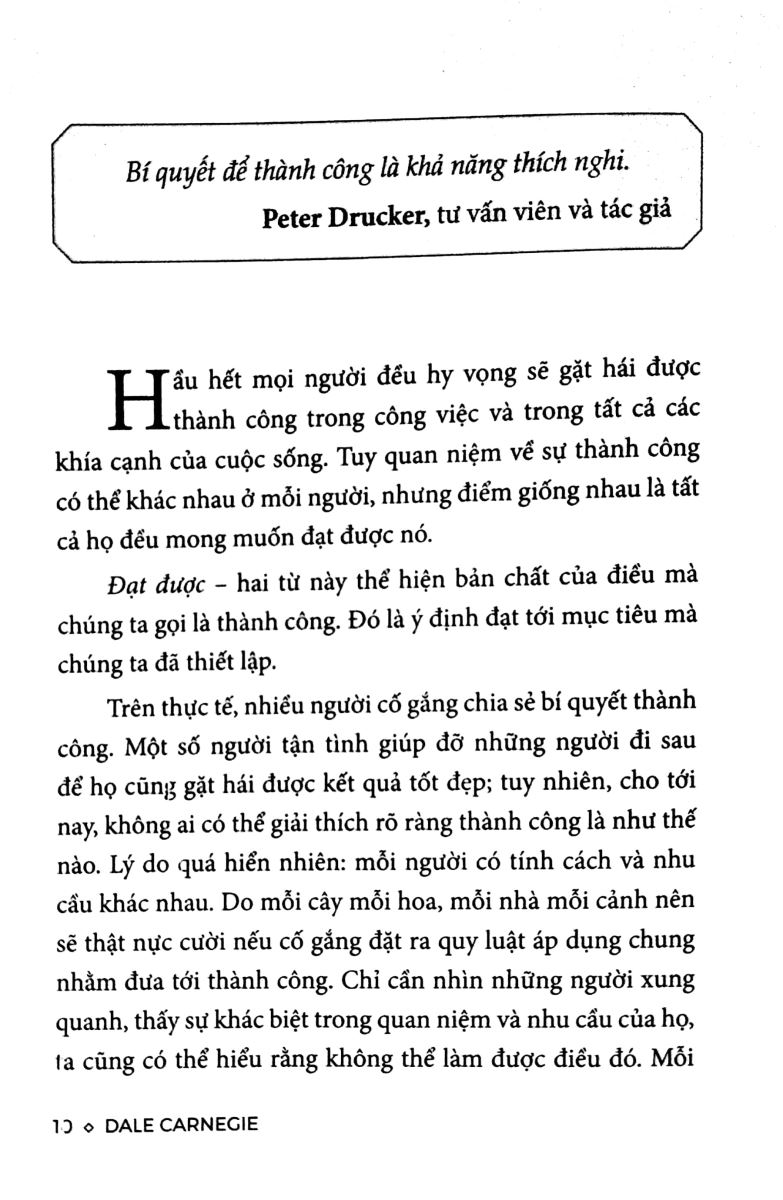 Bí quyết để thành công là khả năng thích nghi.
Peter Drucker, tư vấn viên và tác giả
Hầu hết mọi người đều hy vọng sẽ gặt hái được
thành công trong công việc và trong tất cả các
khía cạnh của cuộc sống. Tuy quan niệm về sự thành công
có thể khác nhau ở mỗi người, nhưng điểm giống nhau là tất
cả họ đều mong muốn đạt được nó.
Đạt được – hai từ này thể hiện bản chất của điều mà
chúng ta gọi là thành công. Đó là ý định đạt tới mục tiêu mà
chúng ta đã thiết lập.
Trên thực tế, nhiều người cố gắng chia sẻ bí quyết thành
công. Một số người tận tình giúp đỡ những người đi sau
để họ cũng gặt hái được kết quả tốt đẹp; tuy nhiên, cho tới
nay, không ai có thể giải thích rõ ràng thành công là như thế
nào. Lý do quá hiển nhiên: mỗi người có tính cách và nhu
cầu khác nhau. Do mỗi cây mỗi hoa, mỗi nhà mỗi cảnh nên
sẽ thật nực cười nếu cố gắng đặt ra quy luật áp dụng chung
nhằm đưa tới thành công. Chỉ cần nhìn những người xung
quanh, thấy sự khác biệt trong quan niệm và nhu cầu của họ,
ta cũng có thể hiểu rằng không thể làm được điều đó. Mỗi
10 ⋄ DALE CARNEGIE